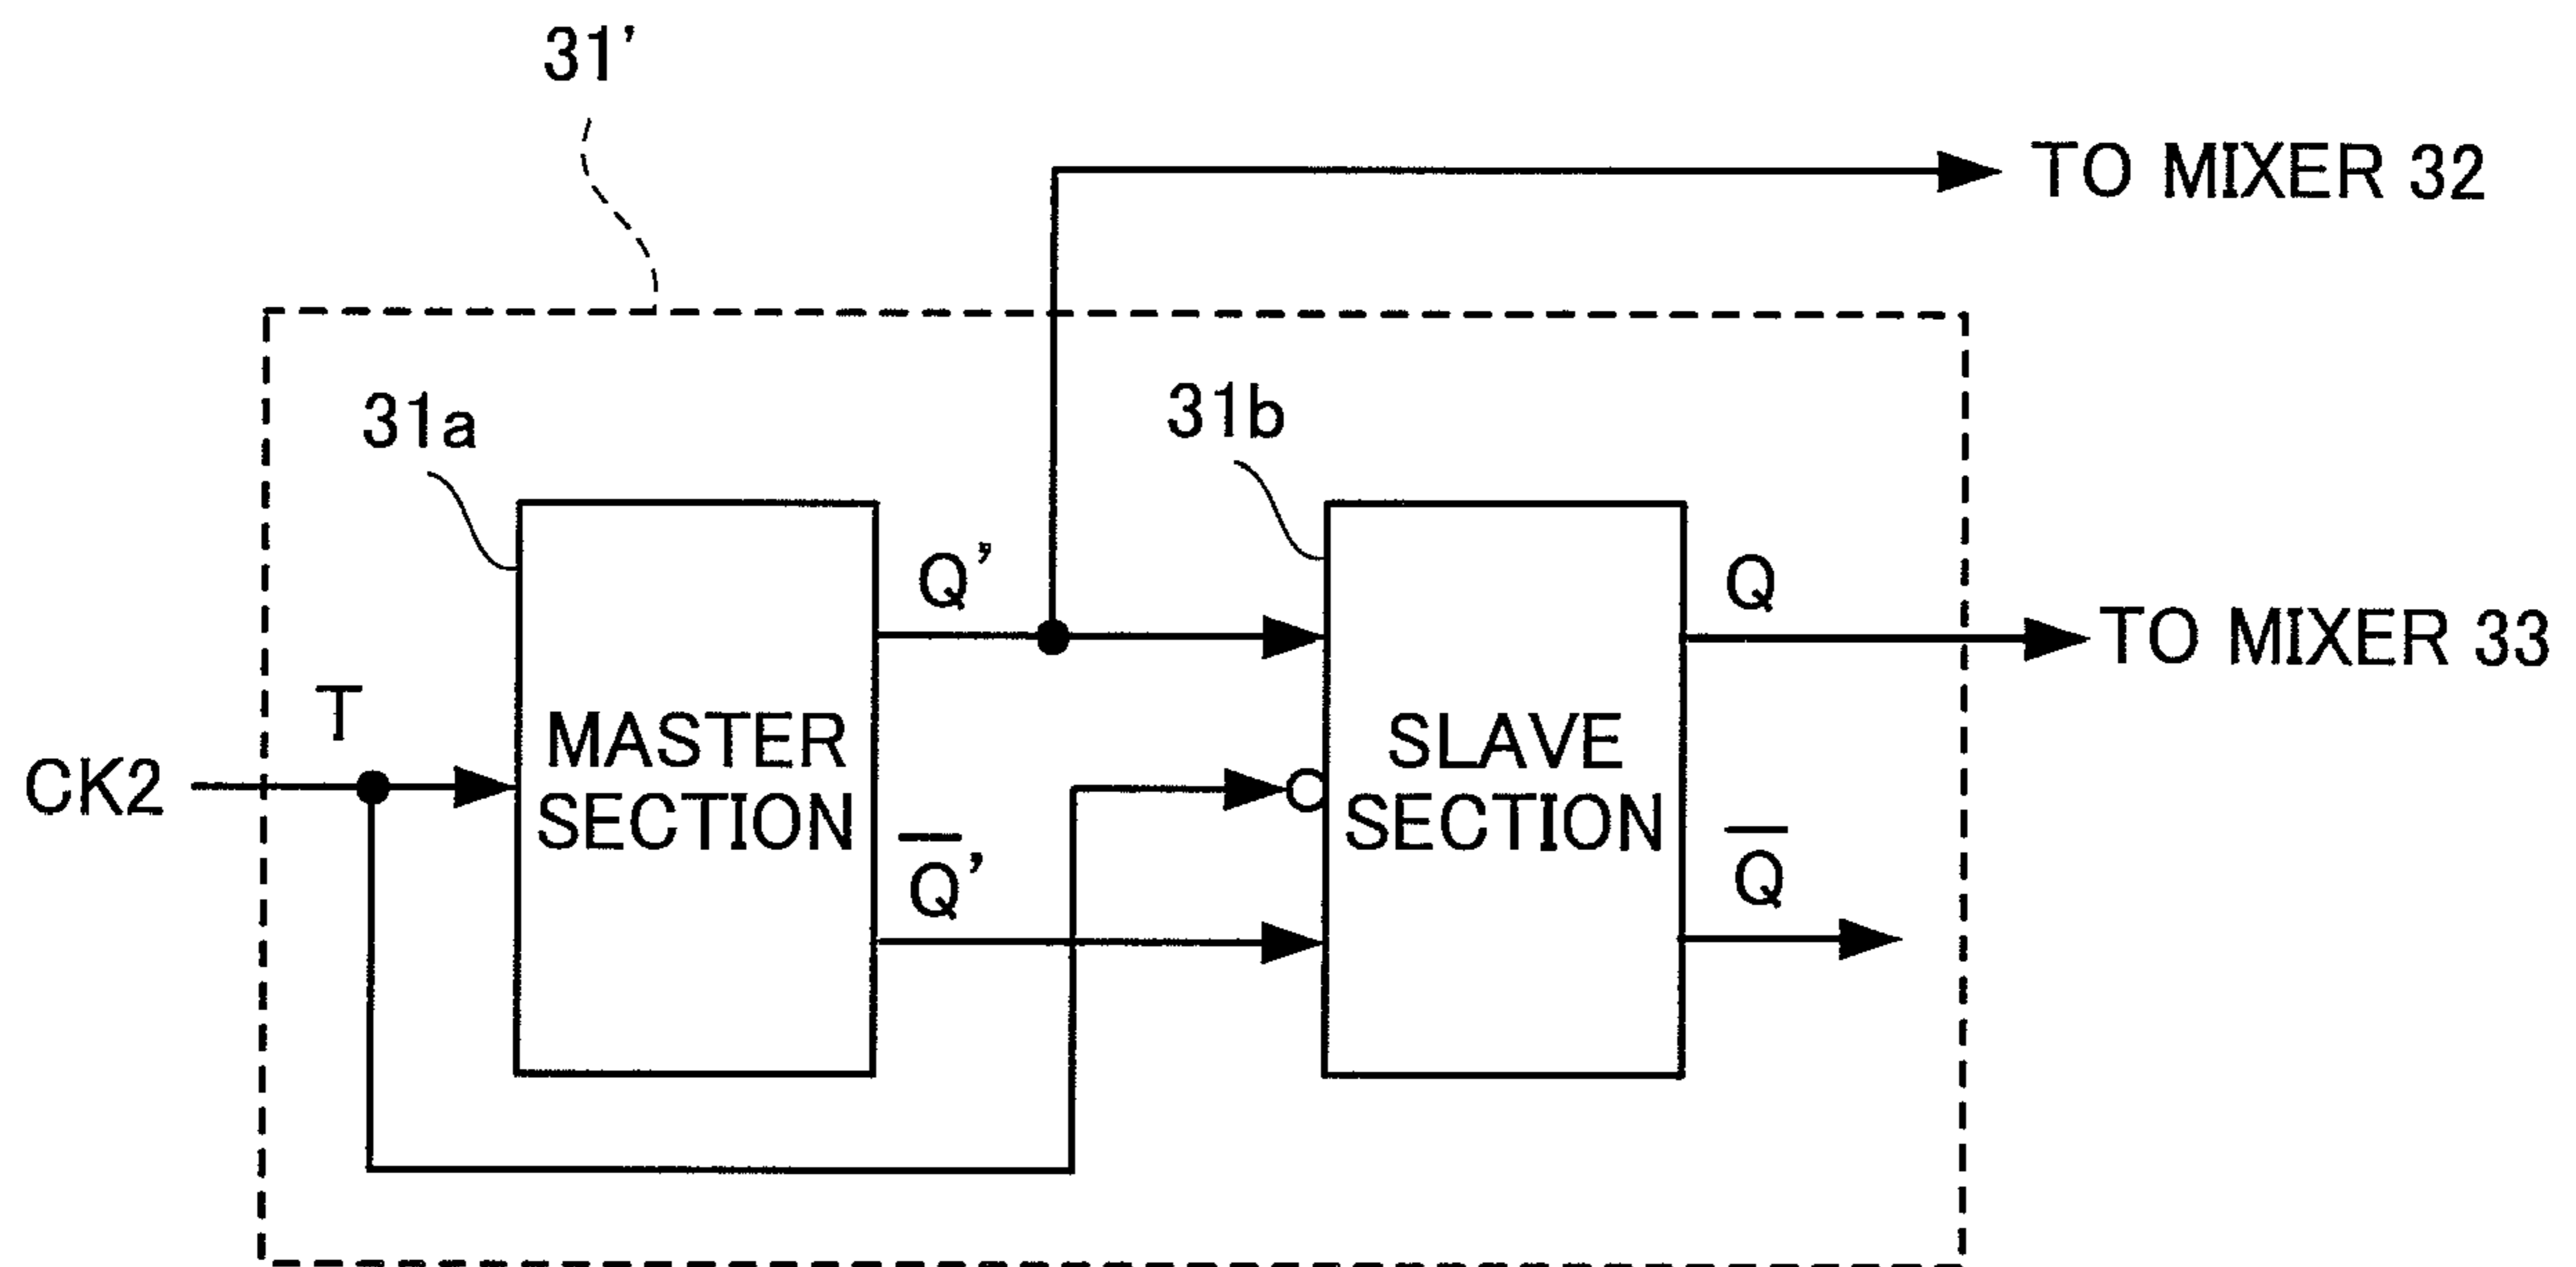 31'
TO MIXER 32
31a
31b
Q'
Q
TO MIXER 33
T
MASTER
SECTION
SLAVE
SECTION
CK2
Q̅'
Q̅